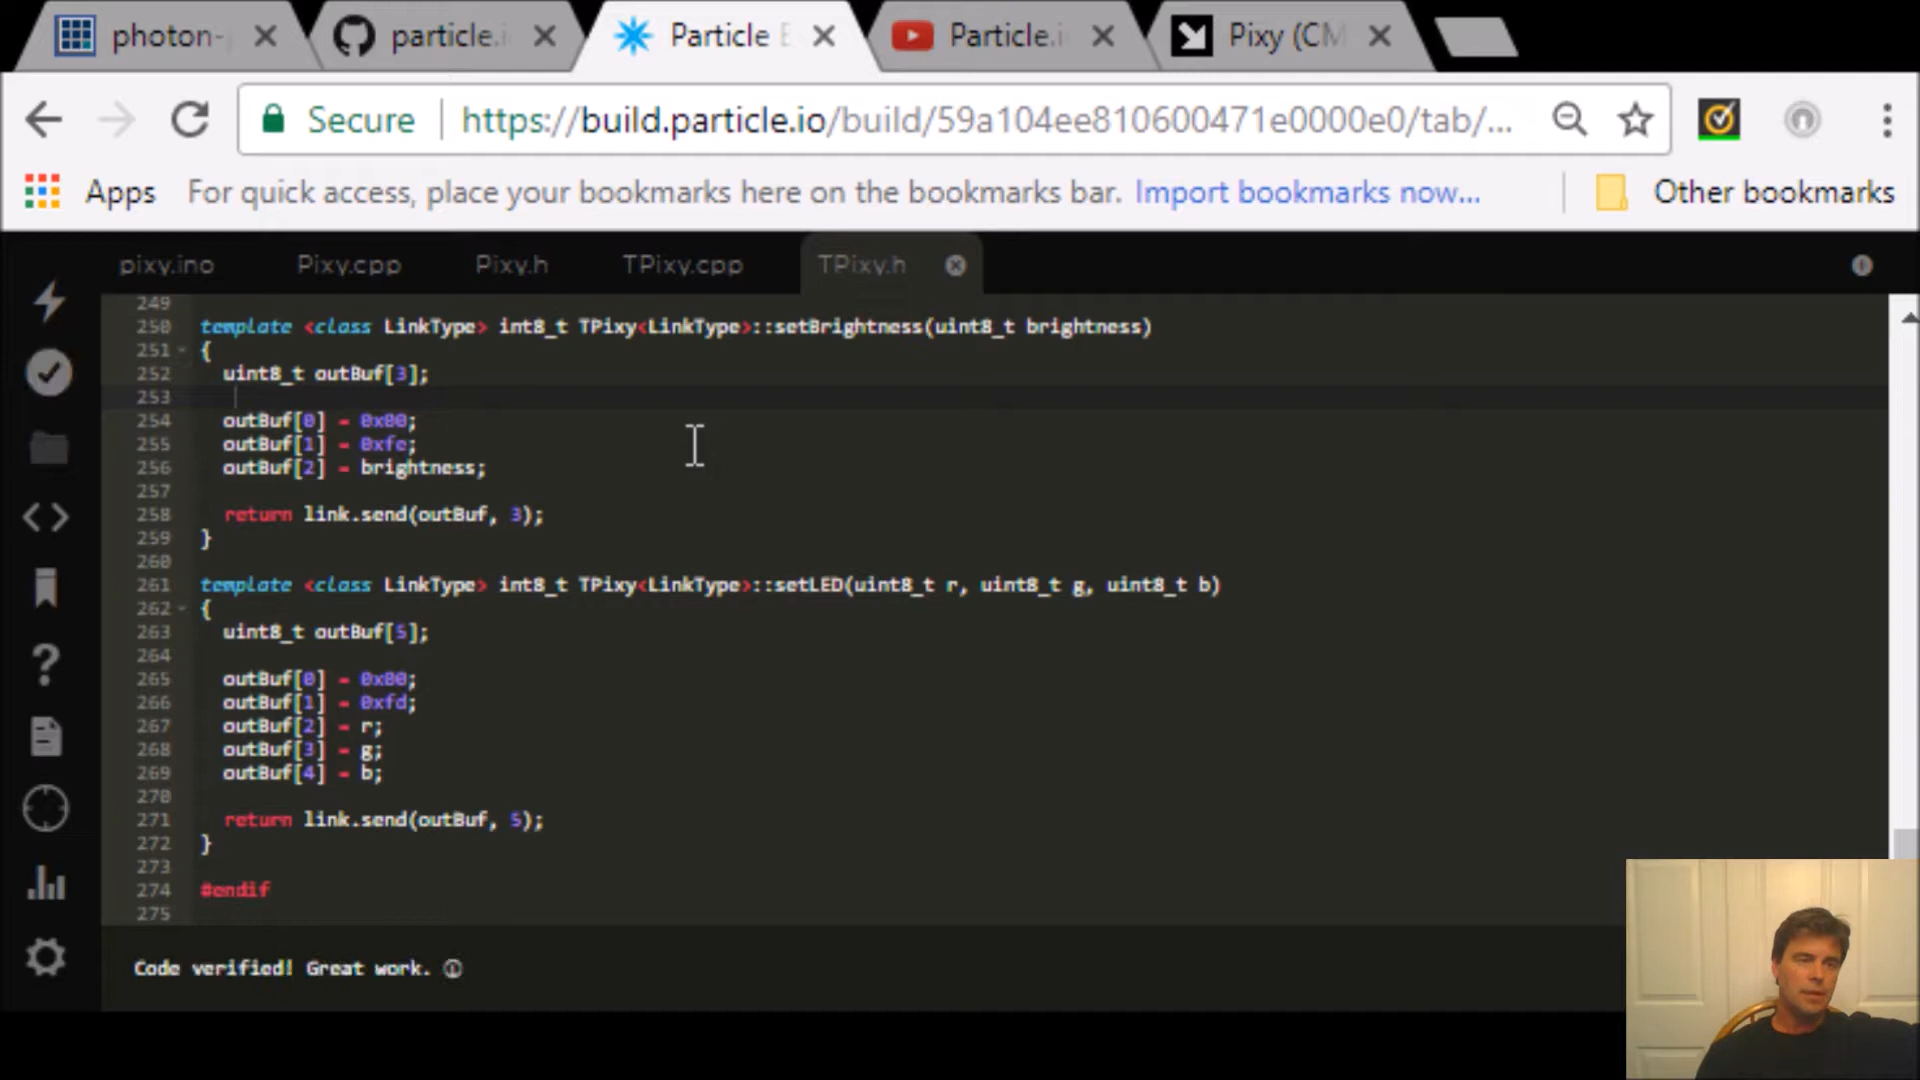 photon-
particle.i
Particle B
Particle.i
Pixy (CM
Secure
https://build.particle.io/build/59a104ee810600471e0000e0/tab/...
Apps
For quick access, place your bookmarks here on the bookmarks bar. Import bookmarks now...
Other bookmarks
pixy.ino
Pixy.cpp
Pixy.h
TPixy.cpp
TPixy.h
249
250 template <class LinkType> int8_t TPixy<LinkType>::setBrightness(uint8_t brightness)
251 {
252 uint8_t outBuf[3];
253
254 outBuf[0] = 0x00;
255 outBuf[1] = 0xfe;
256 outBuf[2] = brightness;
257
258 return link.send(outBuf, 3);
259 }
260
261 template <class LinkType> int8_t TPixy<LinkType>::setLED(uint8_t r, uint8_t g, uint8_t b)
262 {
263 uint8_t outBuf[5];
264
265 outBuf[0] = 0x00;
266 outBuf[1] = 0xfd;
267 outBuf[2] = r;
268 outBuf[3] = g;
269 outBuf[4] = b;
270
271 return link.send(outBuf, 5);
272 }
273
274 #endif
275
Code verified! Great work.